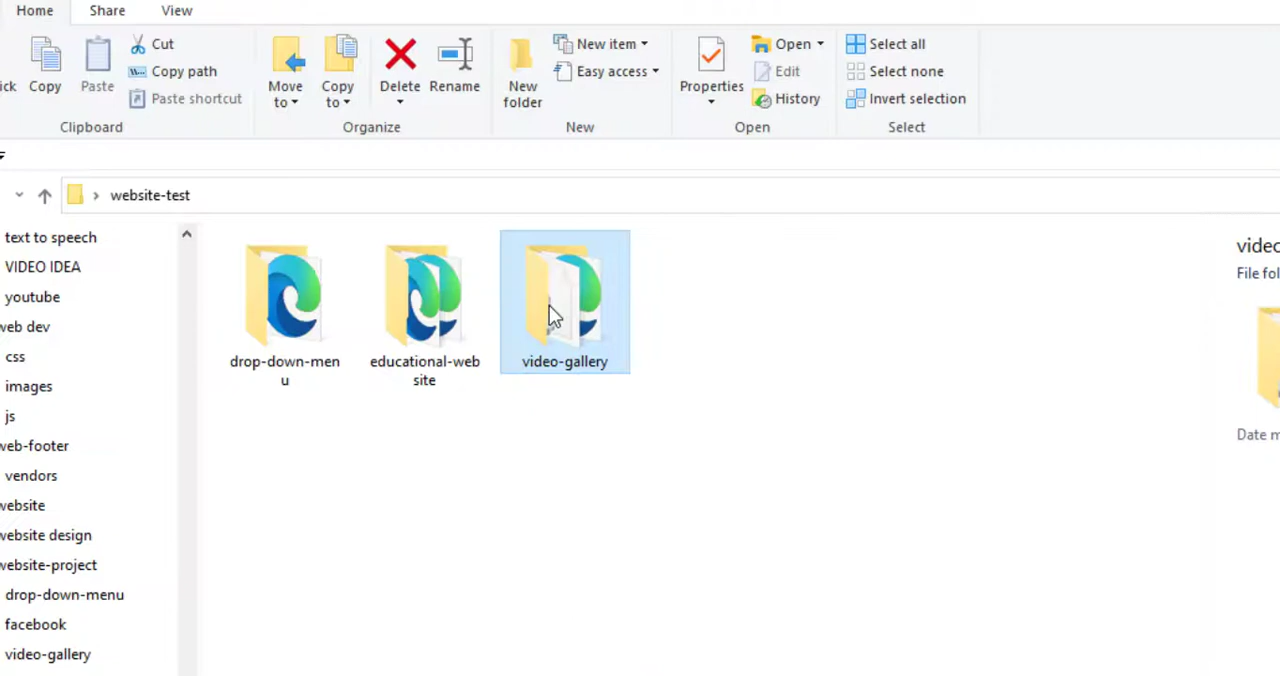 Home Share View
Cut
Copy path
Paste shortcut
ick Copy Paste
Clipboard
Move to
Copy to
Delete
Rename
Organize
New folder
New item
Easy access
New
Properties
Open
Edit
History
Open
Select all
Select none
Invert selection
Select
website-test
text to speech
VIDEO IDEA
youtube
web dev
css
images
js
web-footer
vendors
website
website design
website-project
drop-down-menu
facebook
video-gallery
drop-down-men
u
educational-web
site
video-gallery
video
File fol
Date m